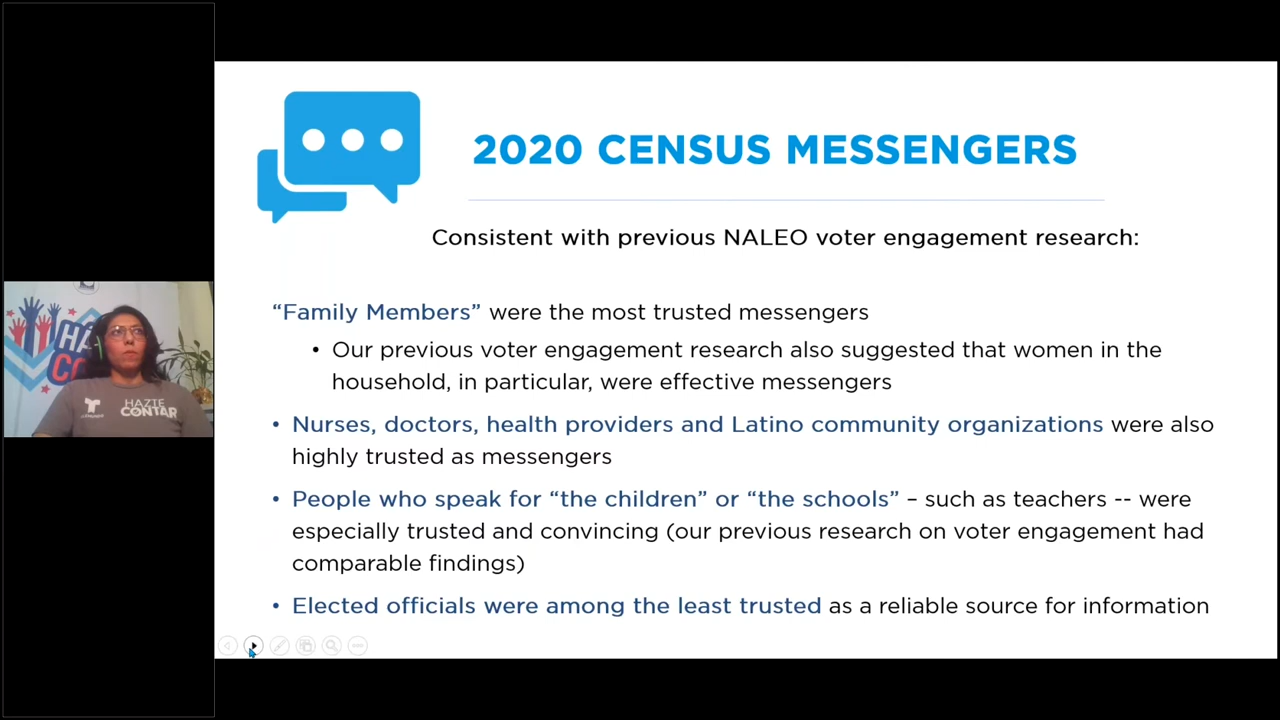 2020 CENSUS MESSENGERS
Consistent with previous NALEO voter engagement research:
“Family Members” were the most trusted messengers
• Our previous voter engagement research also suggested that women in the
household, in particular, were effective messengers
• Nurses, doctors, health providers and Latino community organizations were also
highly trusted as messengers
• People who speak for “the children” or “the schools” – such as teachers -- were
especially trusted and convincing (our previous research on voter engagement had
comparable findings)
• Elected officials were among the least trusted as a reliable source for information
HAZTE
CONTAR